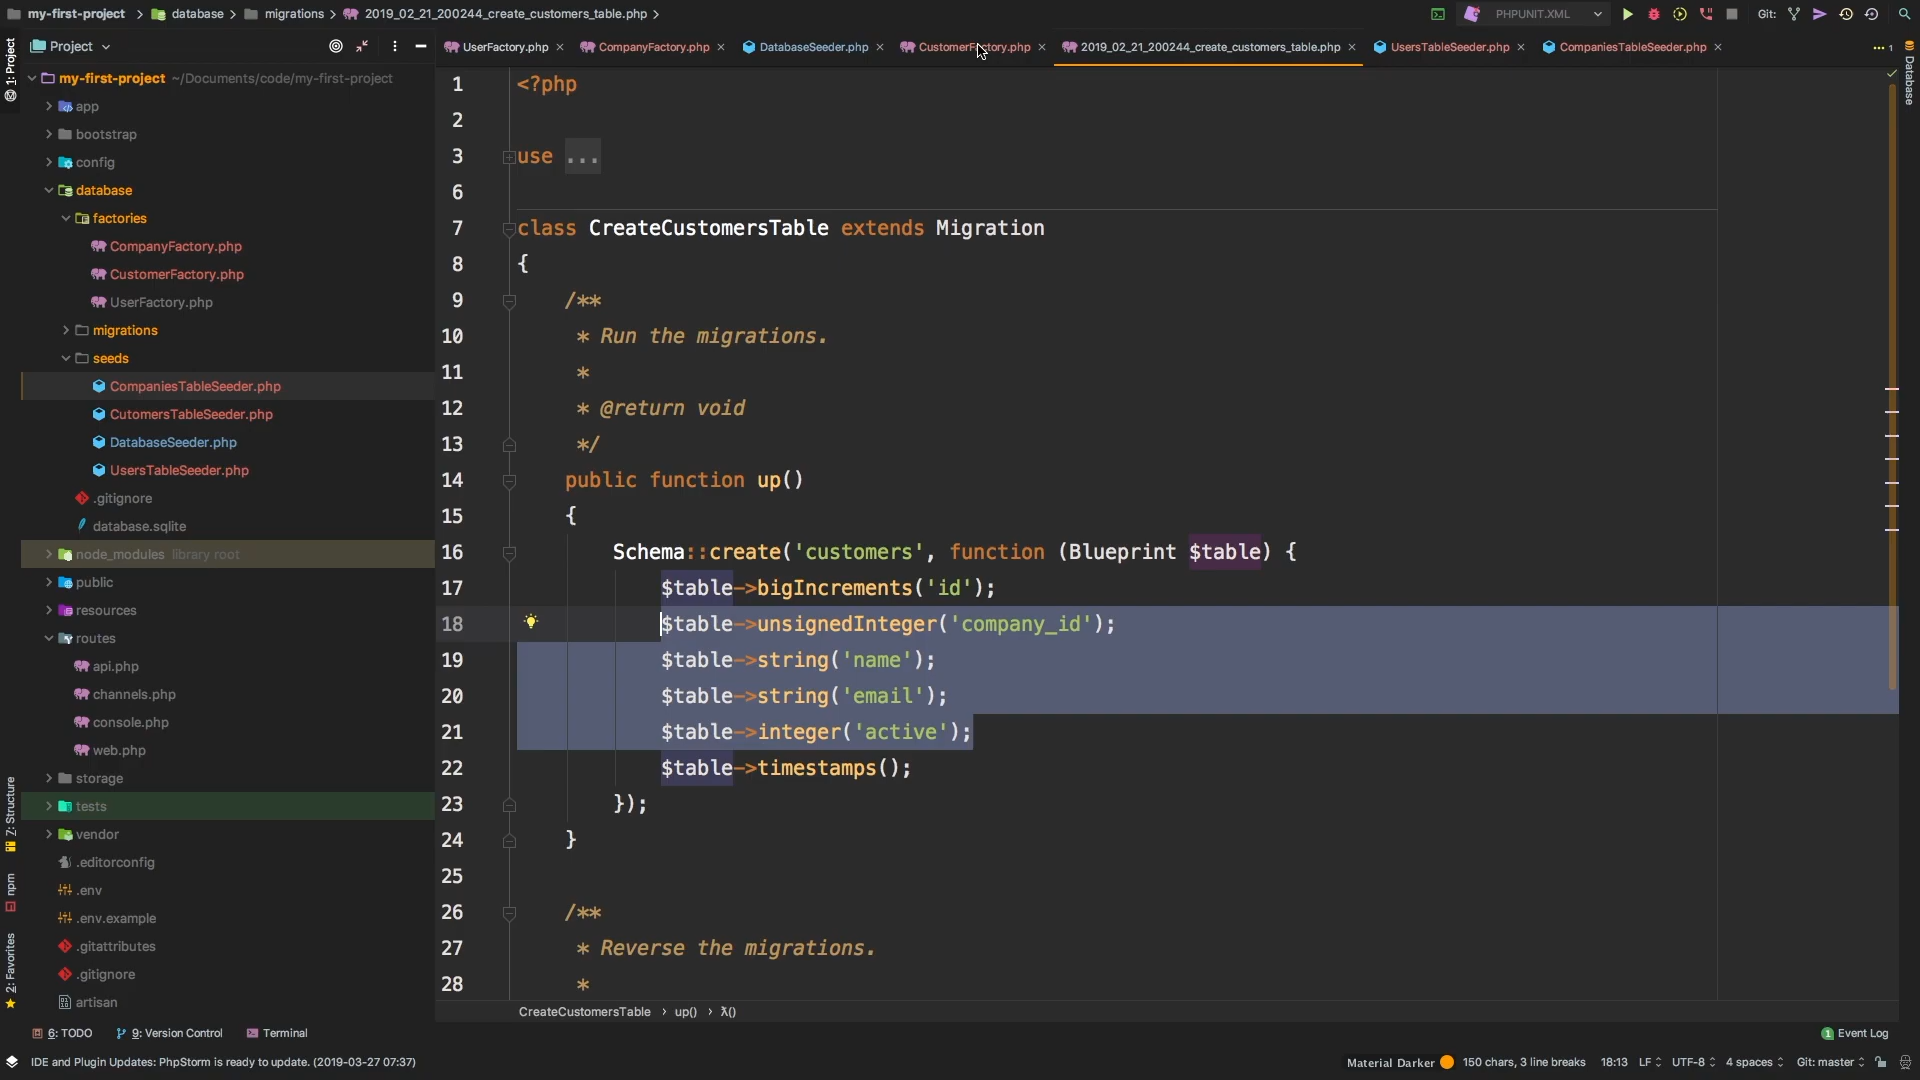 my-first-project database migrations 2019_02_21_200244_create_customers_table.php PHPUNIT.XML Git:
Project UserFactory.php CompanyFactory.php DatabaseSeeder.php CustomerFactory.php 2019_02_21_200244_create_customers_table.php UsersTableSeeder.php CompaniesTableSeeder.php 1
1: Project
Database
my-first-project ~/Documents/code/my-first-project
app
bootstrap
config
database
factories
CompanyFactory.php
CustomerFactory.php
UserFactory.php
migrations
seeds
CompaniesTableSeeder.php
CutomersTableSeeder.php
DatabaseSeeder.php
UsersTableSeeder.php
.gitignore
database.sqlite
node_modules library root
public
resources
routes
api.php
channels.php
console.php
web.php
storage
tests
vendor
.editorconfig
.env
.env.example
.gitattributes
.gitignore
artisan
Z: Structure
npm
2: Favorites
1 <?php
2
3 use ...
6
7 class CreateCustomersTable extends Migration
8 {
9 /**
10 * Run the migrations.
11 *
12 * @return void
13 */
14 public function up()
15 {
16 Schema::create('customers', function (Blueprint $table) {
17 $table->bigIncrements('id');
18 $table->unsignedInteger('company_id');
19 $table->string('name');
20 $table->string('email');
21 $table->integer('active');
22 $table->timestamps();
23 });
24 }
25
26 /**
27 * Reverse the migrations.
28 *
CreateCustomersTable › up() › λ()
6: TODO 9: Version Control Terminal 1 Event Log
IDE and Plugin Updates: PhpStorm is ready to update. (2019-03-27 07:37) Material Darker 150 chars, 3 line breaks 18:13 LF UTF-8 4 spaces Git: master